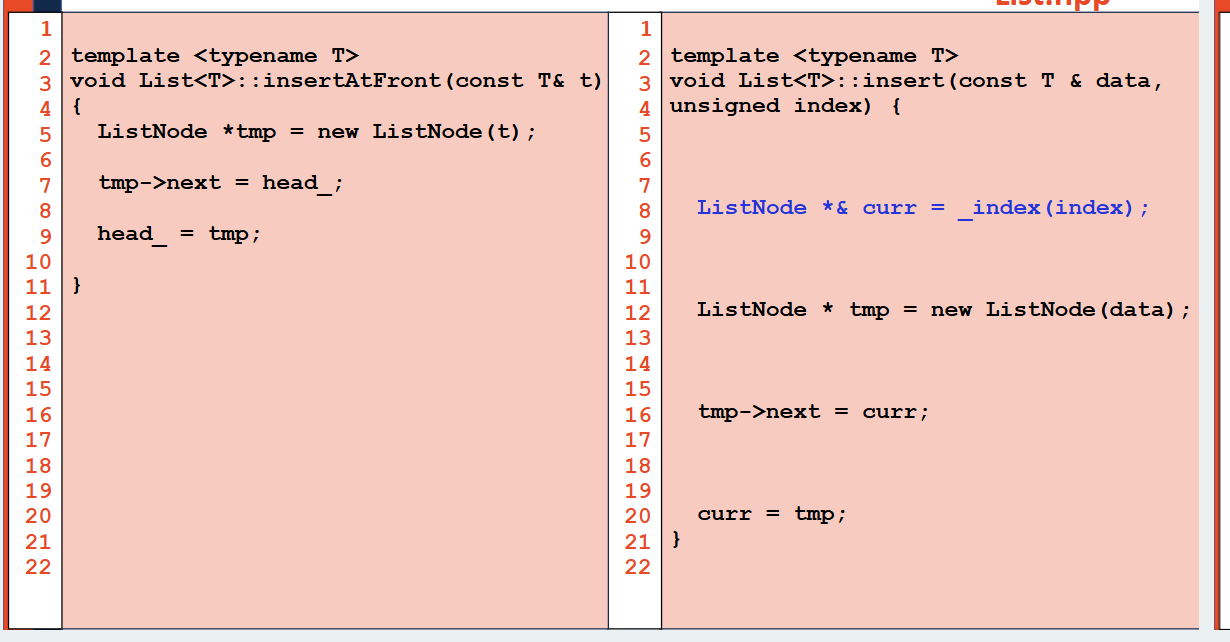 List.hpp
1
2 template <typename T>
3 void List<T>::insertAtFront(const T& t)
4 {
5   ListNode *tmp = new ListNode(t);
6
7   tmp->next = head_;
8
9   head_ = tmp;
10
11 }
12
13
14
15
16
17
18
19
20
21
22
1
2 template <typename T>
3 void List<T>::insert(const T & data,
4 unsigned index) {
5
6
7
8   ListNode *& curr = _index(index);
9
10
11
12   ListNode * tmp = new ListNode(data);
13
14
15
16   tmp->next = curr;
17
18
19
20   curr = tmp;
21 }
22